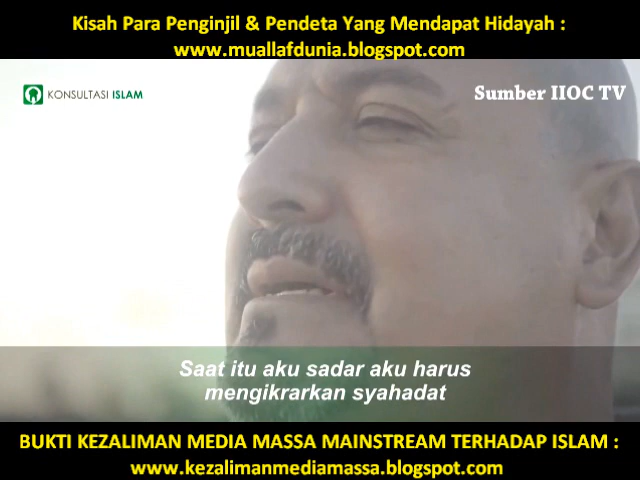 Kisah Para Penginjil & Pendeta Yang Mendapat Hidayah :
www.muallafdunia.blogspot.com
KONSULTASI ISLAM
Sumber IIOC TV
Saat itu aku sadar aku harus
mengikrarkan syahadat
BUKTI KEZALIMAN MEDIA MASSA MAINSTREAM TERHADAP ISLAM :
www.kezalimanmediamassa.blogspot.com